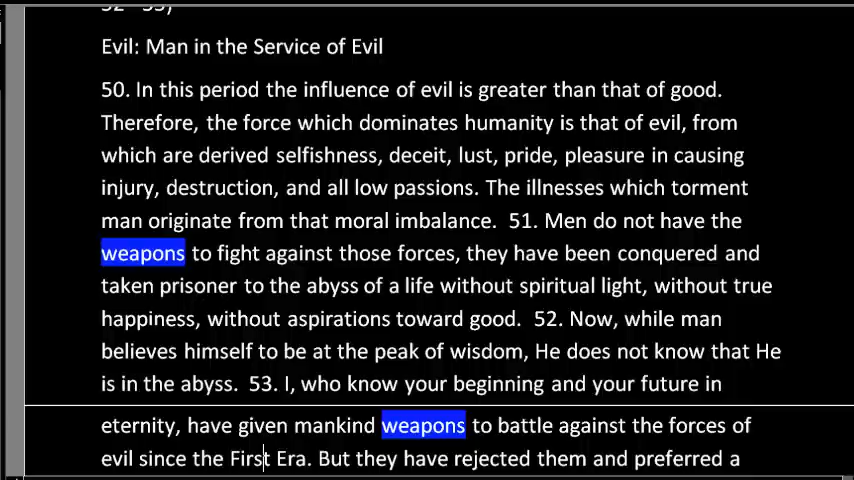 52 - 53)
Evil: Man in the Service of Evil
50. In this period the influence of evil is greater than that of good.
Therefore, the force which dominates humanity is that of evil, from
which are derived selfishness, deceit, lust, pride, pleasure in causing
injury, destruction, and all low passions. The illnesses which torment
man originate from that moral imbalance. 51. Men do not have the
weapons to fight against those forces, they have been conquered and
taken prisoner to the abyss of a life without spiritual light, without true
happiness, without aspirations toward good. 52. Now, while man
believes himself to be at the peak of wisdom, He does not know that He
is in the abyss. 53. I, who know your beginning and your future in
eternity, have given mankind weapons to battle against the forces of
evil since the First Era. But they have rejected them and preferred a